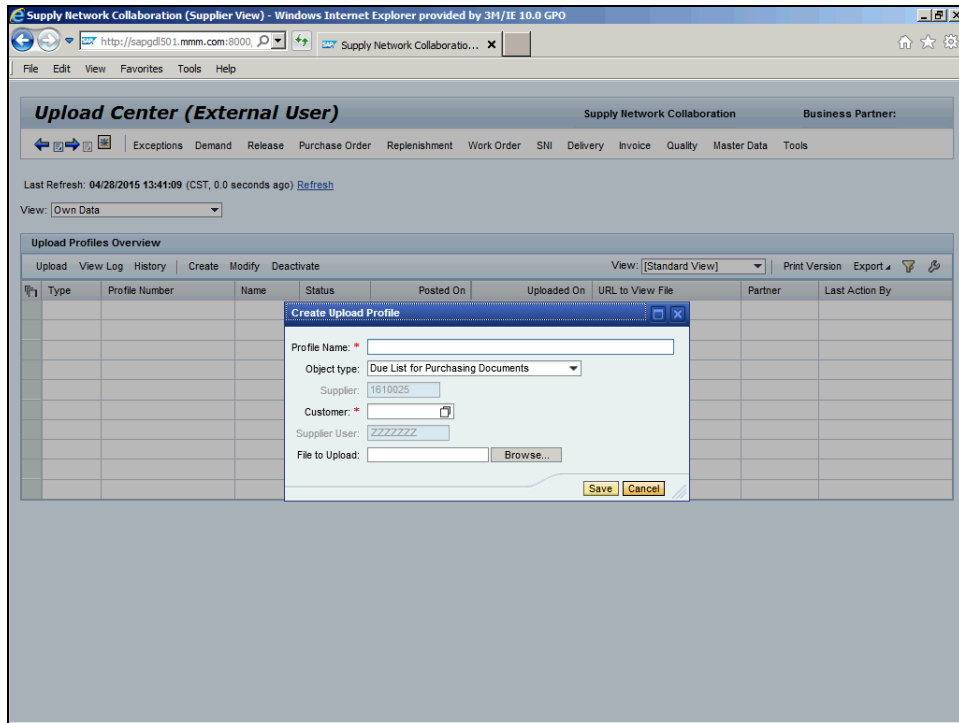 Supply Network Collaboration (Supplier View) - Windows Internet Explorer provided by 3M/IE 10.0 GPO
http://sapgdl501.mmm.com:8000, Supply Network Collaboratio...
File Edit View Favorites Tools Help
Upload Center (External User) Supply Network Collaboration Business Partner:
Exceptions Demand Release Purchase Order Replenishment Work Order SNI Delivery Invoice Quality Master Data Tools
Last Refresh: 04/28/2015 13:41:09 (CST, 0.0 seconds ago) Refresh
View: Own Data
Upload Profiles Overview
Upload View Log History Create Modify Deactivate View: [Standard View] Print Version Export
Type Profile Number Name Status Posted On Uploaded On URL to View File Partner Last Action By
Create Upload Profile
Profile Name: *
Object type: Due List for Purchasing Documents
Supplier: 1610025
Customer: *
Supplier User: ZZZZZZZ
File to Upload: Browse...
Save Cancel